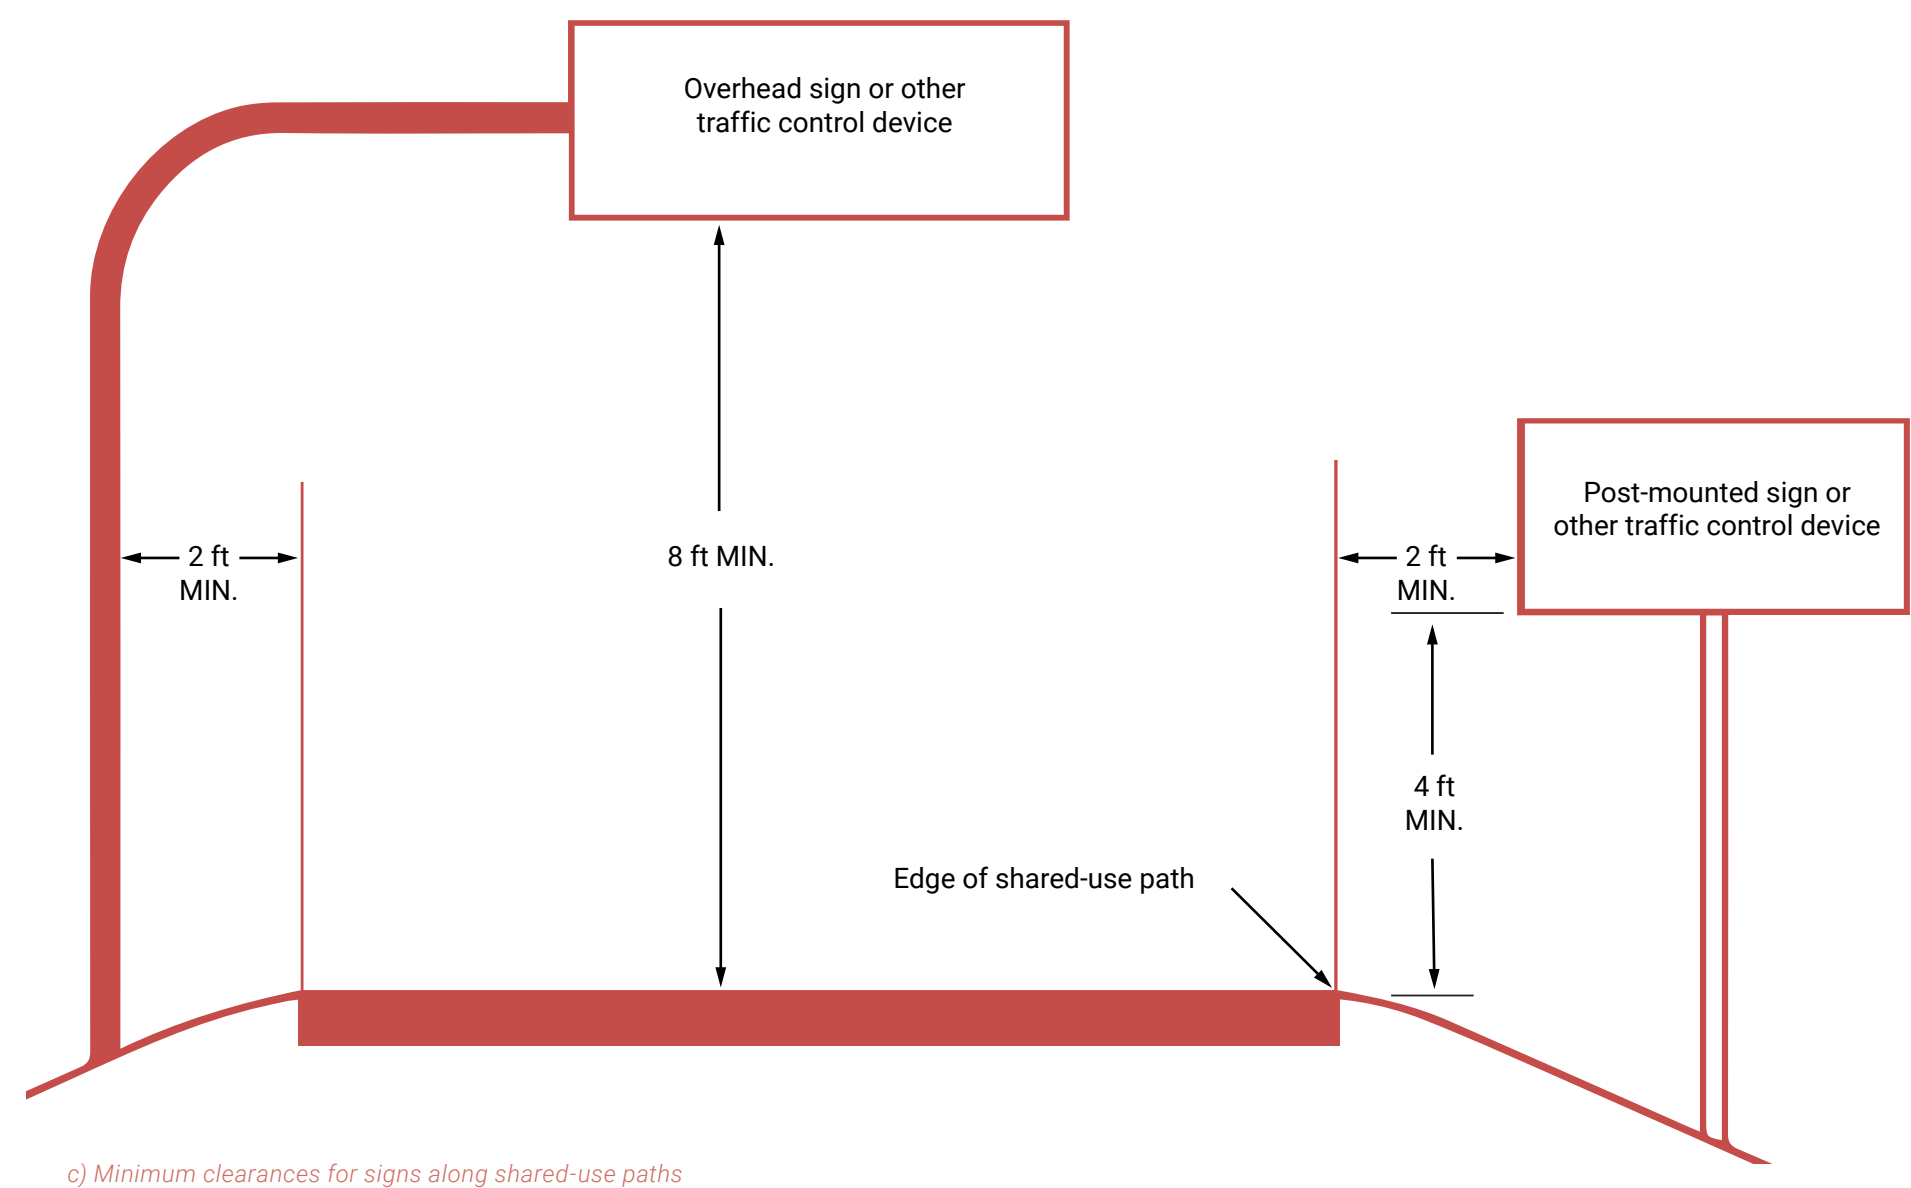 Overhead sign or other
traffic control device
Post-mounted sign or
other traffic control device
2 ft
MIN.
8 ft MIN.
2 ft
MIN.
4 ft
MIN.
Edge of shared-use path
c) Minimum clearances for signs along shared-use paths